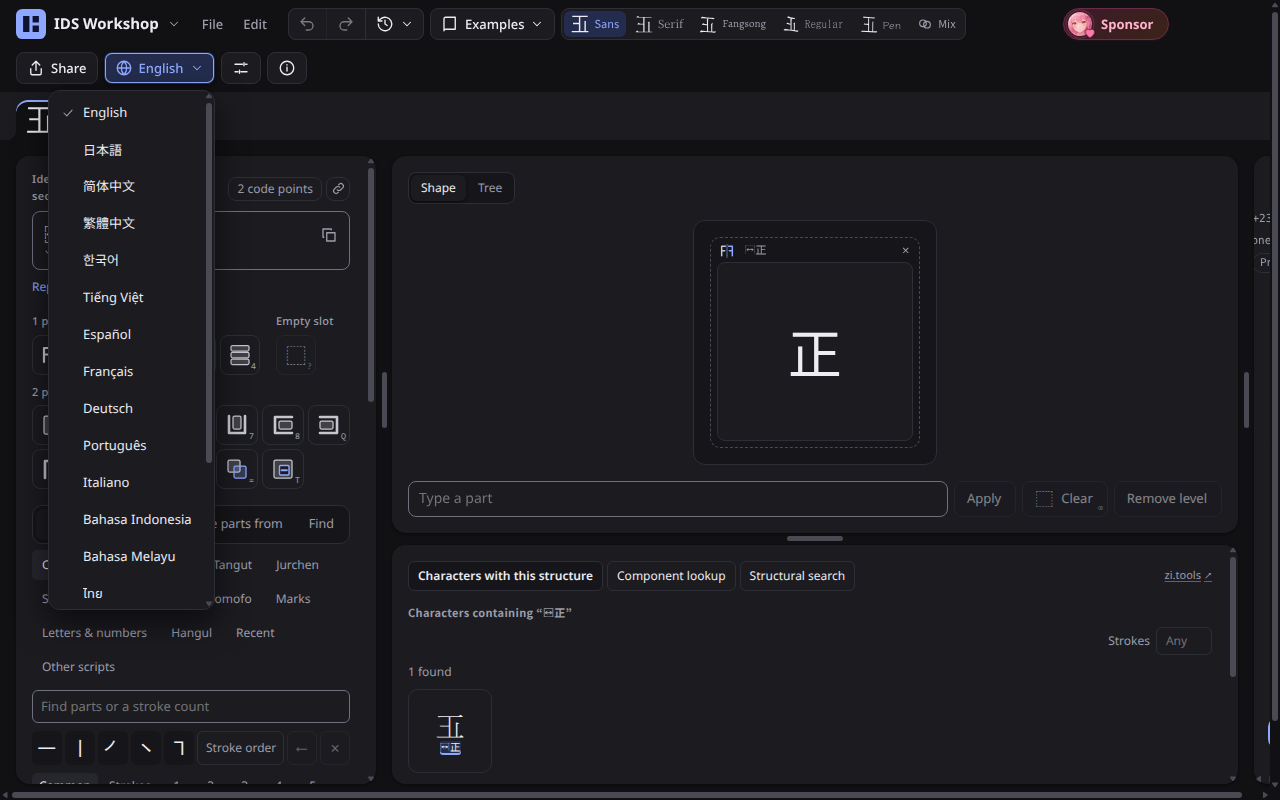 IDS Workshop File Edit Examples Sans Serif Fangsong Regular Pen Mix Sponsor
Share English
English
日本語
简体中文
繁體中文
한국어
Tiếng Việt
Español
Français
Deutsch
Português
Italiano
Bahasa Indonesia
Bahasa Melayu
ไทย
2 code points
Empty slot
4 ?
7 8 Q
= T
parts from Find
Tangut Jurchen
Marks
Letters & numbers Hangul Recent
Other scripts
Find parts or a stroke count
Stroke order
Shape Tree
⿲正
正
Type a part Apply Clear Remove level
Characters with this structure Component lookup Structural search zi.tools ↗
Strokes Any
1 found